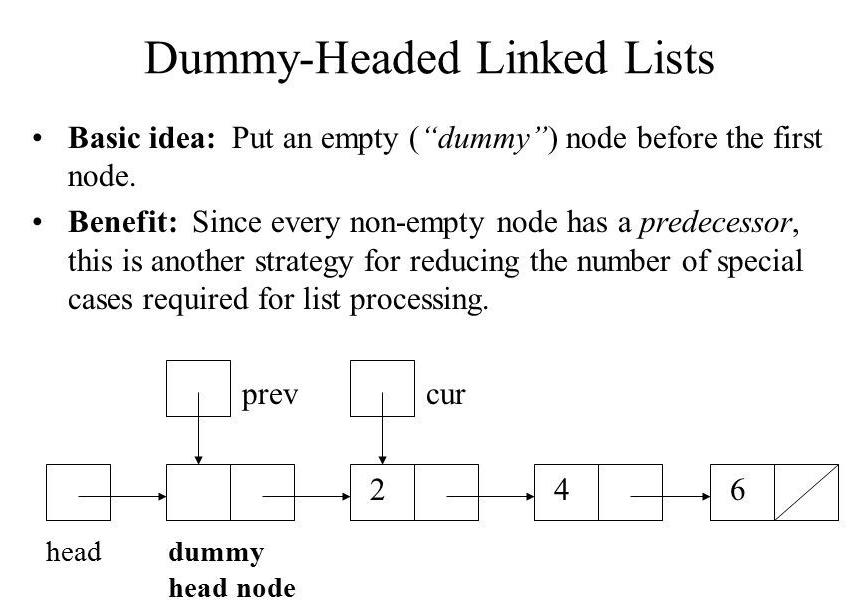 Dummy-Headed Linked Lists
• Basic idea: Put an empty (“dummy”) node before the first
node.
• Benefit: Since every non-empty node has a predecessor,
this is another strategy for reducing the number of special
cases required for list processing.
prev cur
2 4 6
head dummy
head node